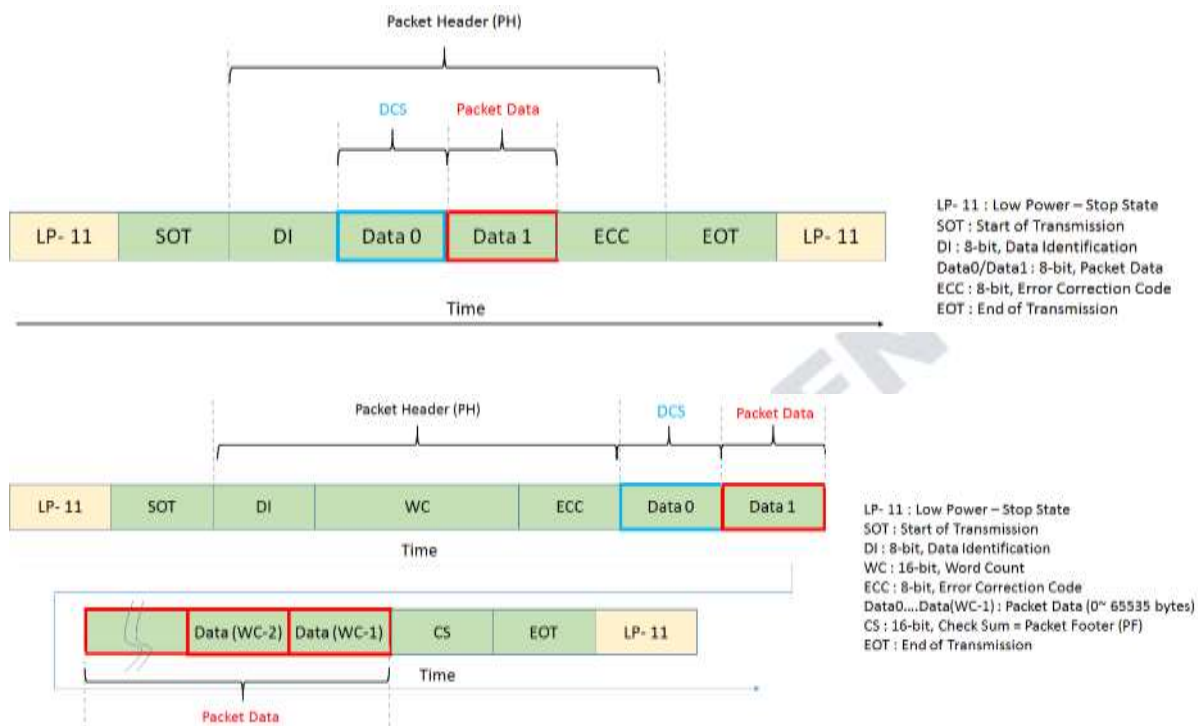 Packet Header (PH)
DCS
Packet Data
LP- 11
SOT
DI
Data 0
Data 1
ECC
EOT
LP- 11
Time
LP- 11 : Low Power – Stop State
SOT : Start of Transmission
DI : 8-bit, Data Identification
Data0/Data1 : 8-bit, Packet Data
ECC : 8-bit, Error Correction Code
EOT : End of Transmission
Packet Header (PH)
DCS
Packet Data
LP- 11
SOT
DI
WC
ECC
Data 0
Data 1
Time
Data (WC-2)
Data (WC-1)
CS
EOT
LP- 11
Time
Packet Data
LP- 11 : Low Power – Stop State
SOT : Start of Transmission
DI : 8-bit, Data Identification
WC : 16-bit, Word Count
ECC : 8-bit, Error Correction Code
Data0....Data(WC-1) : Packet Data (0~ 65535 bytes)
CS : 16-bit, Check Sum = Packet Footer (PF)
EOT : End of Transmission